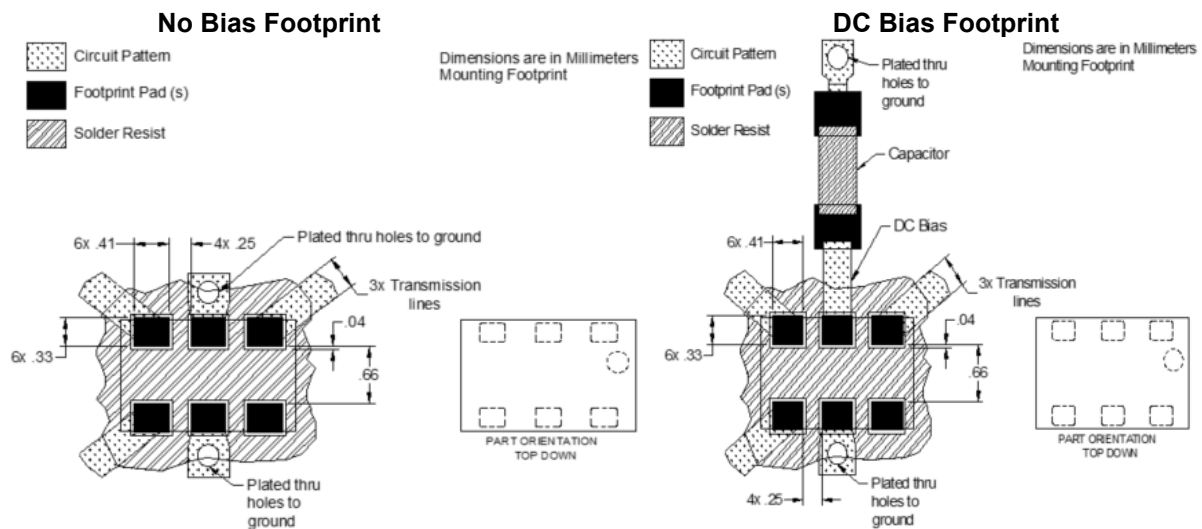 No Bias Footprint
Circuit Pattern
Footprint Pad (s)
Solder Resist
Dimensions are in Millimeters
Mounting Footprint
6x .41
4x .25
Plated thru holes to ground
3x Transmission
lines
6x .33
.04
.66
Plated thru
holes to
ground
PART ORIENTATION
TOP DOWN
DC Bias Footprint
Circuit Pattern
Footprint Pad(s)
Solder Resist
Plated thru
holes to
ground
Dimensions are in Millimeters
Mounting Footprint
Capacitor
6x .41
DC Bias
3x Transmission
lines
6x .33
.04
.66
4x .25
Plated thru
holes to
ground
PART ORIENTATION
TOP DOWN